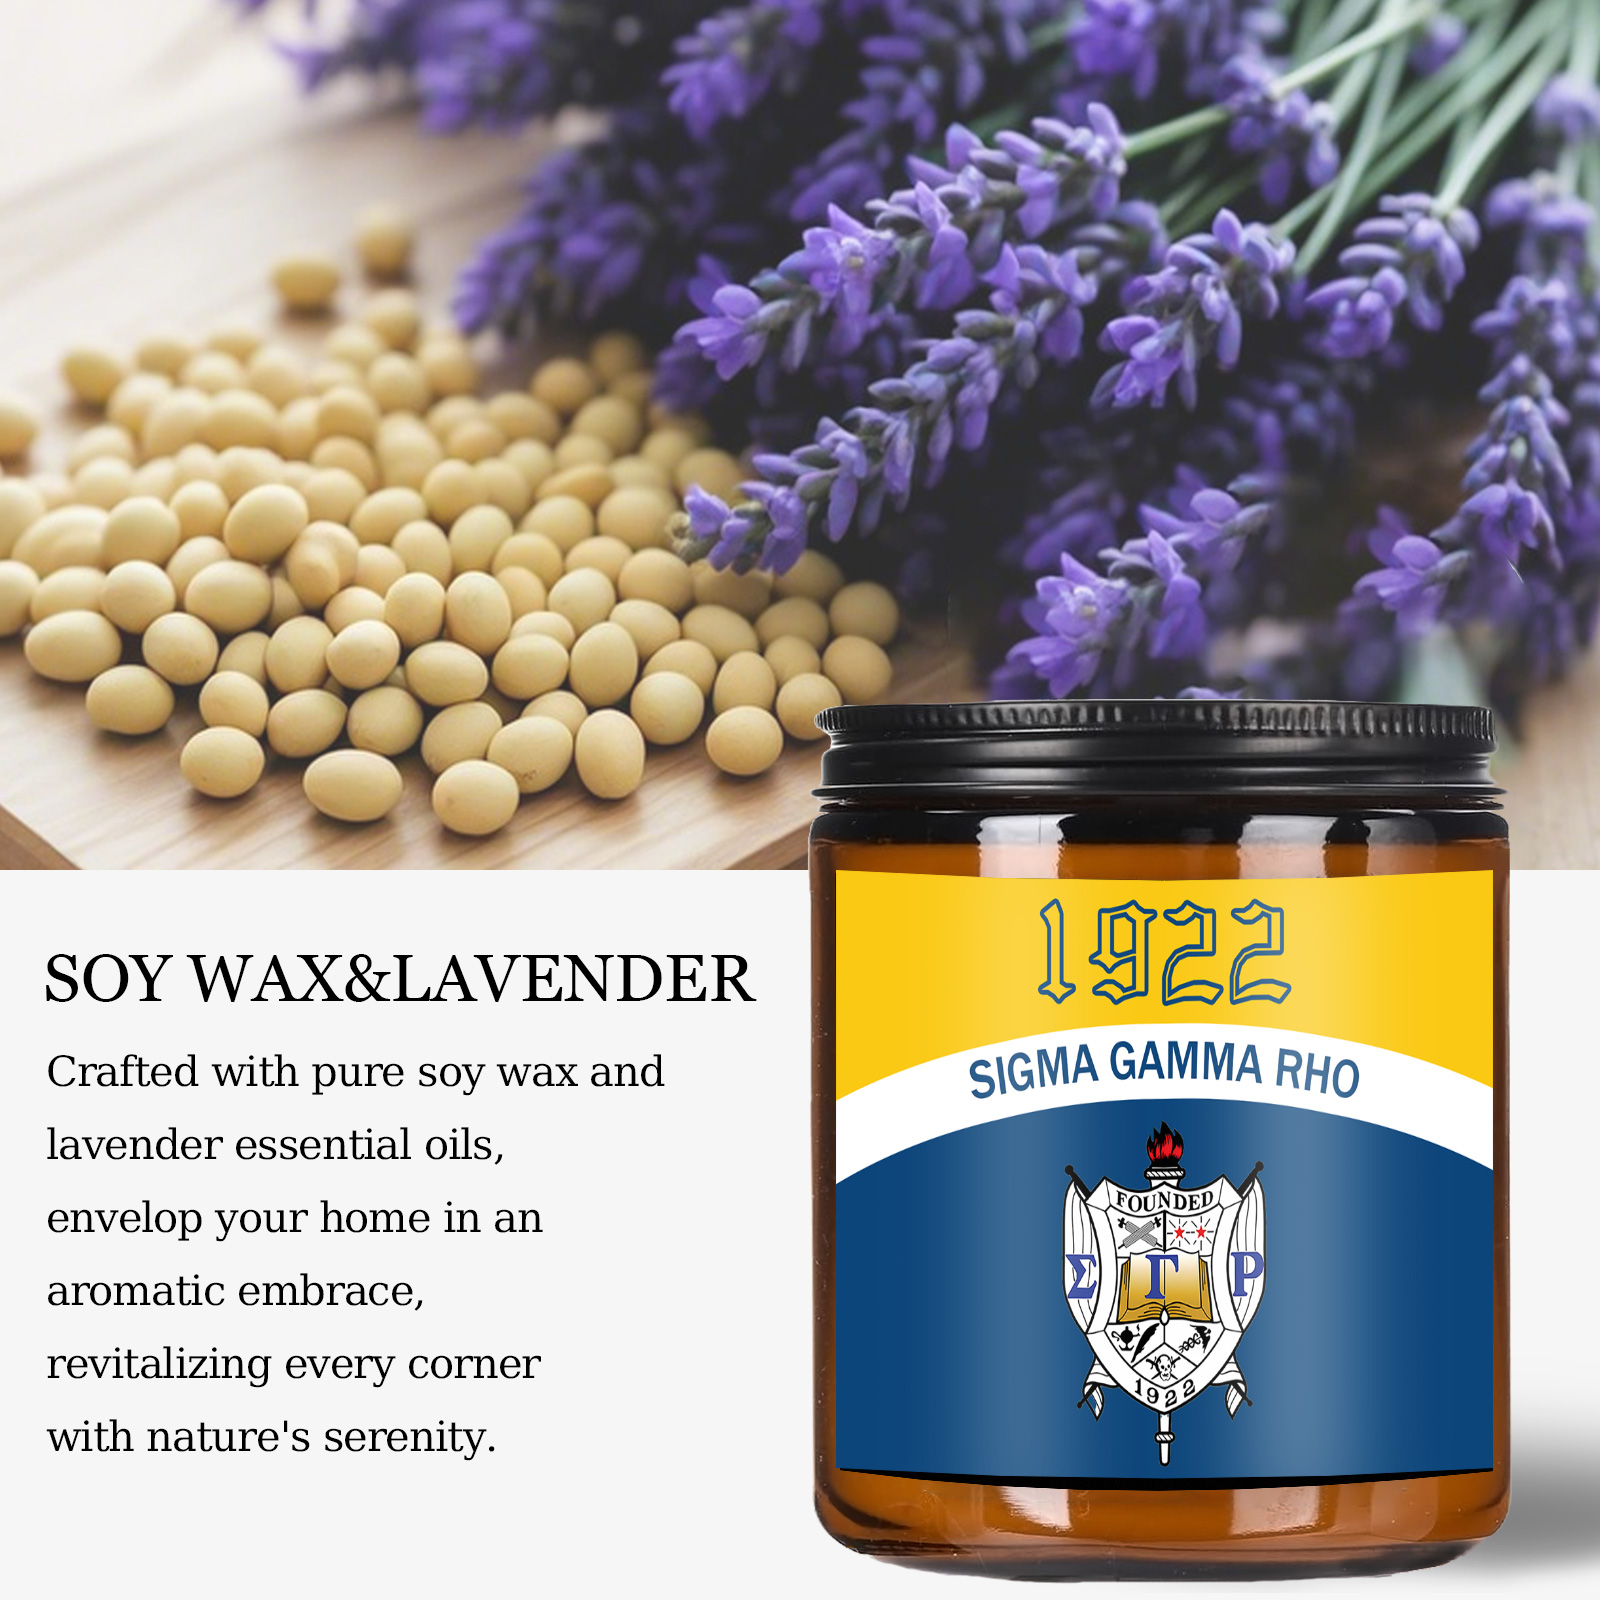 SOY WAX&LAVENDER
Crafted with pure soy wax and
lavender essential oils,
envelop your home in an
aromatic embrace,
revitalizing every corner
with nature's serenity.
1922
SIGMA GAMMA RHO
FOUNDED
Σ Γ Ρ
1922